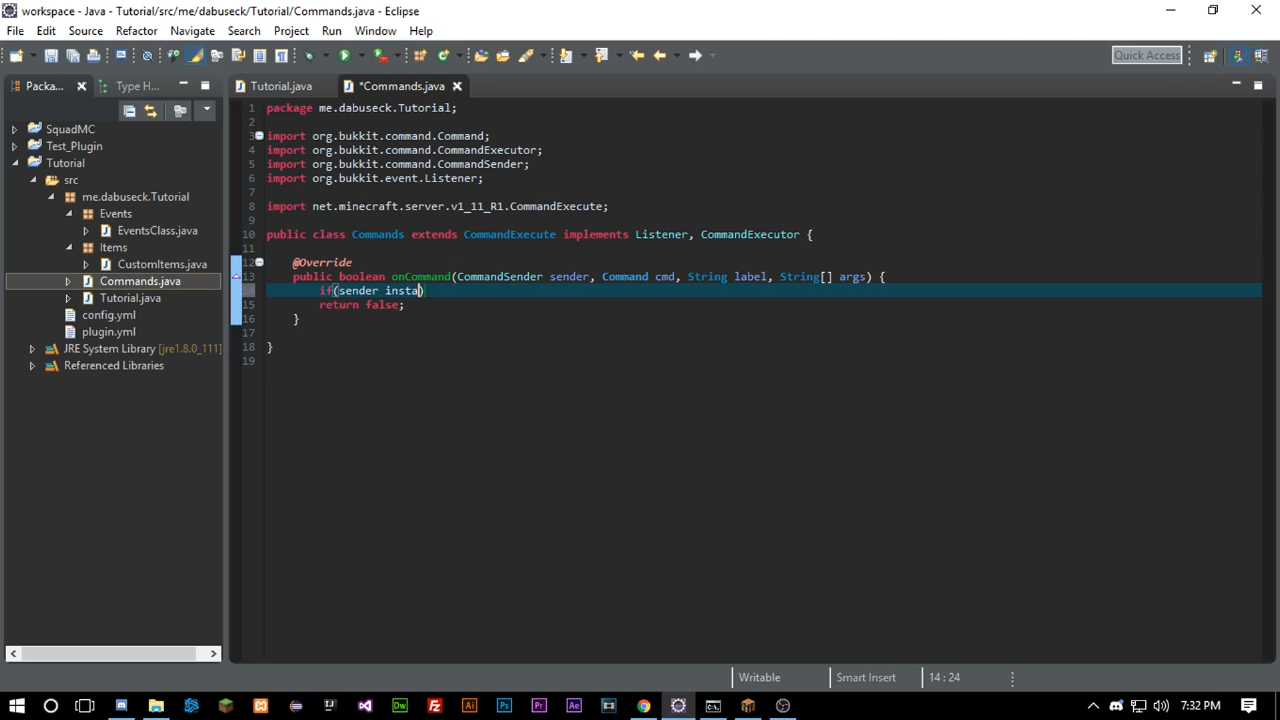 workspace - Java - Tutorial/src/me/dabuseck/Tutorial/Commands.java - Eclipse
File Edit Source Refactor Navigate Search Project Run Window Help
Quick Access
Packa... Type H...
SquadMC
Test_Plugin
Tutorial
src
me.dabuseck.Tutorial
Events
EventsClass.java
Items
CustomItems.java
Commands.java
Tutorial.java
config.yml
plugin.yml
JRE System Library [jre1.8.0_111]
Referenced Libraries
Tutorial.java *Commands.java
1 package me.dabuseck.Tutorial;
2
3 import org.bukkit.command.Command;
4 import org.bukkit.command.CommandExecutor;
5 import org.bukkit.command.CommandSender;
6 import org.bukkit.event.Listener;
7
8 import net.minecraft.server.v1_11_R1.CommandExecute;
9
10 public class Commands extends CommandExecute implements Listener, CommandExecutor {
11
12 @Override
13 public boolean onCommand(CommandSender sender, Command cmd, String label, String[] args) {
14 if(sender insta)
15 return false;
16 }
17
18 }
19
Writable Smart Insert 14 : 24
Dw Fz Ai Ps Pr Ae 7:32 PM